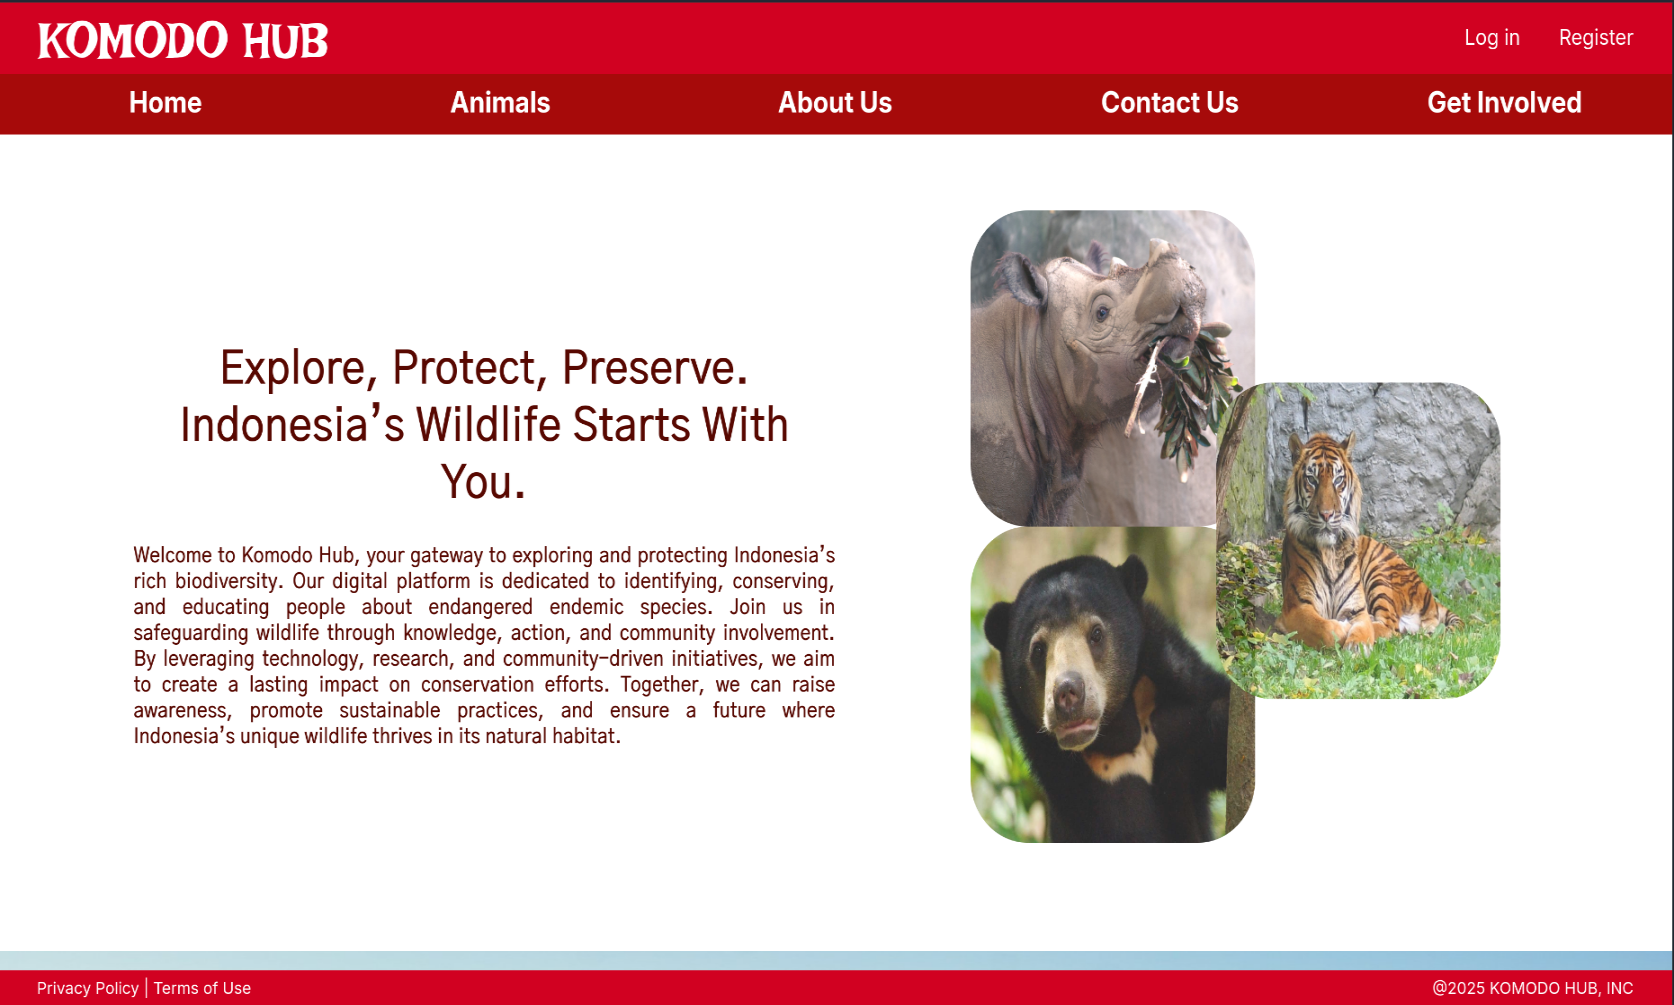 KOMODO HUB
Log in Register
Home Animals About Us Contact Us Get Involved
Explore, Protect, Preserve.
Indonesia’s Wildlife Starts With
You.
Welcome to Komodo Hub, your gateway to exploring and protecting Indonesia’s
rich biodiversity. Our digital platform is dedicated to identifying, conserving,
and educating people about endangered endemic species. Join us in
safeguarding wildlife through knowledge, action, and community involvement.
By leveraging technology, research, and community-driven initiatives, we aim
to create a lasting impact on conservation efforts. Together, we can raise
awareness, promote sustainable practices, and ensure a future where
Indonesia’s unique wildlife thrives in its natural habitat.
Privacy Policy | Terms of Use
@2025 KOMODO HUB, INC